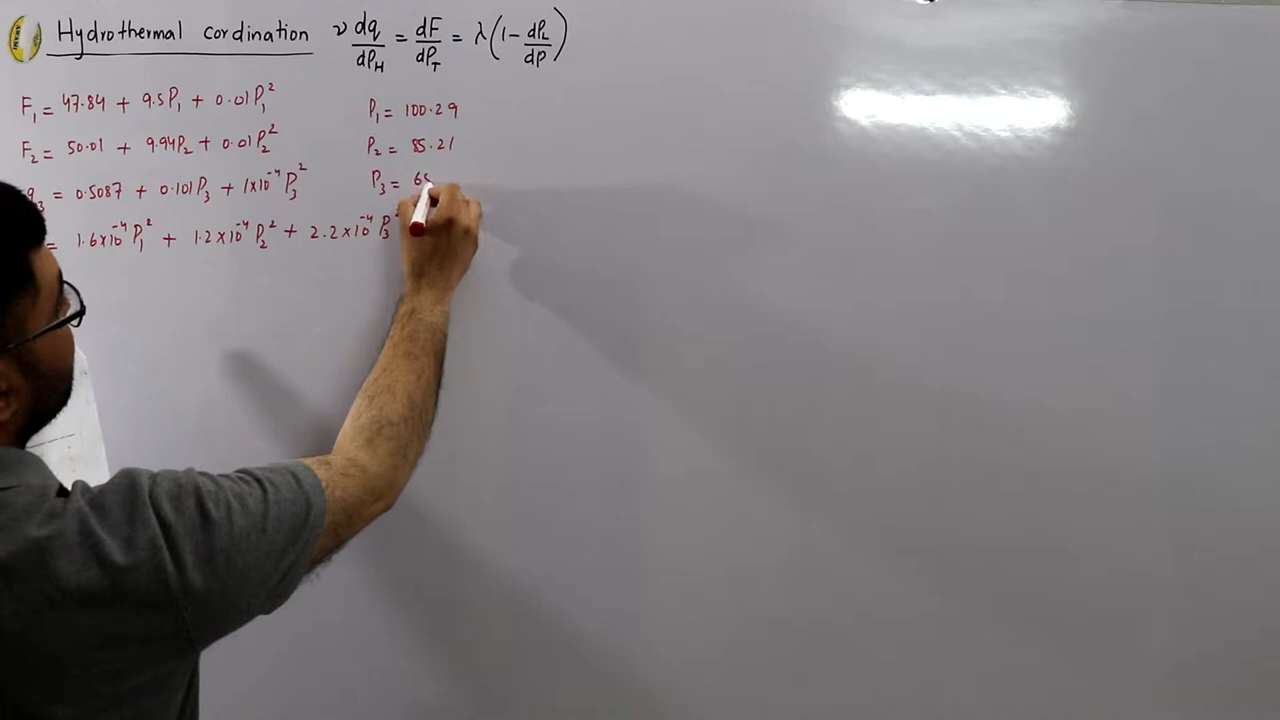 Hydrothermal cordination ν dq/dP_H = dF/dP_T = λ(1 - dP_L/dP)
F₁ = 47.84 + 9.5P₁ + 0.01P₁²
P₁ = 100.29
F₂ = 50.01 + 9.94P₂ + 0.01P₂²
P₂ = 85.21
q₃ = 0.5087 + 0.101P₃ + 1×10⁻⁴P₃²
P₃ = 6
= 1.6×10⁻⁴P₁² + 1.2×10⁻⁴P₂² + 2.2×10⁻⁴P₃²